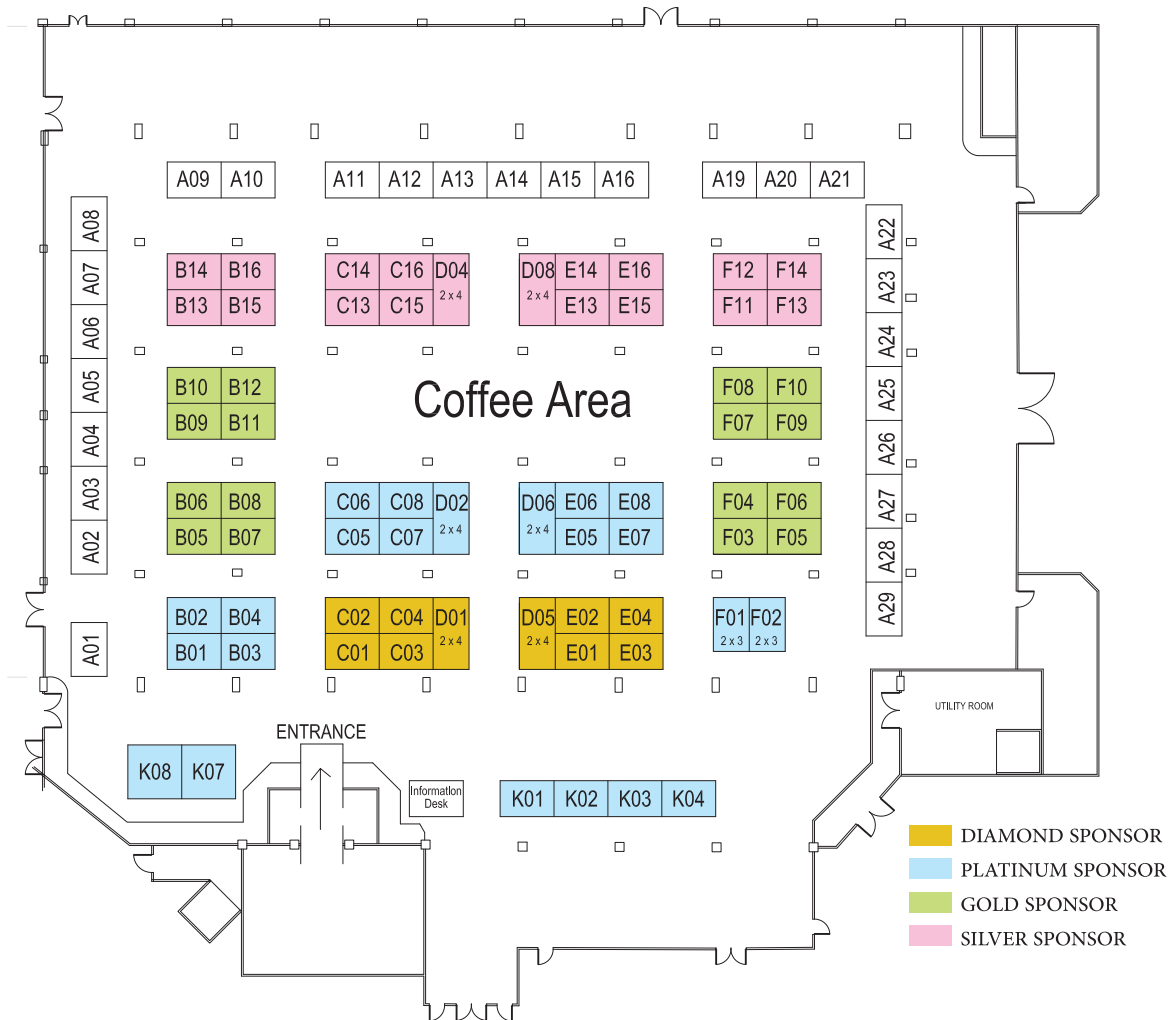 A09 A10 A11 A12 A13 A14 A15 A16 A19 A20 A21
A08
A07
A06
A05
A04
A03
A02
A01
A22
A23
A24
A25
A26
A27
A28
A29
B14 B16 C14 C16 D04 D08 E14 E16 F12 F14
2 x 4 2 x 4
B13 B15 C13 C15 E13 E15 F11 F13
B10 B12 F08 F10
Coffee Area
B09 B11 F07 F09
B06 B08 C06 C08 D02 D06 E06 E08 F04 F06
2 x 4 2 x 4
B05 B07 C05 C07 E05 E07 F03 F05
B02 B04 C02 C04 D01 D05 E02 E04 F01 F02
2 x 4 2 x 4 2 x 3 2 x 3
B01 B03 C01 C03 E01 E03
UTILITY ROOM
ENTRANCE
K08 K07
Information
Desk
K01 K02 K03 K04
DIAMOND SPONSOR
PLATINUM SPONSOR
GOLD SPONSOR
SILVER SPONSOR